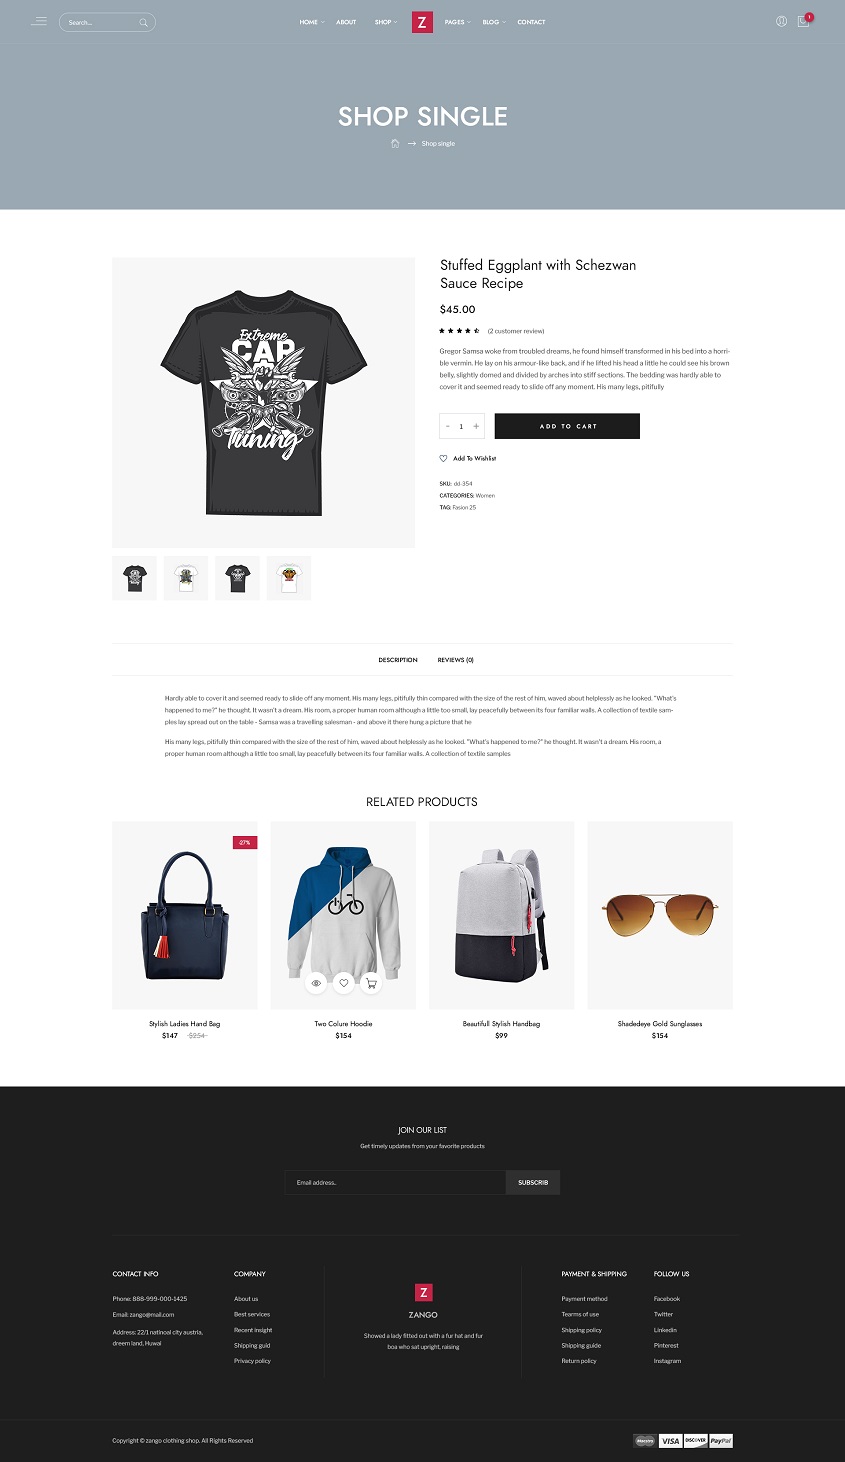 Search...
HOME
ABOUT
SHOP
Z
PAGES
BLOG
CONTACT
1
SHOP SINGLE
Shop single
Stuffed Eggplant with Schezwan
Sauce Recipe
$45.00
(2 customer review)
Gregor Samsa woke from troubled dreams, he found himself transformed in his bed into a horri-
ble vermin. He lay on his armour-like back, and if he lifted his head a little he could see his brown
belly, slightly domed and divided by arches into stiff sections. The bedding was hardly able to
cover it and seemed ready to slide off any moment. His many legs, pitifully
Extreme
CAR
Tuning
- 1 +
ADD TO CART
Add To Wishlist
SKU: dd-354
CATEGORIES: Women
TAG: Fasion 25
DESCRIPTION
REVIEWS (0)
Hardly able to cover it and seemed ready to slide off any moment. His many legs, pitifully thin compared with the size of the rest of him, waved about helplessly as he looked. "What's
happened to me?" he thought. It wasn't a dream. His room, a proper human room although a little too small, lay peacefully between its four familiar walls. A collection of textile sam-
ples lay spread out on the table - Samsa was a travelling salesman - and above it there hung a picture that he
His many legs, pitifully thin compared with the size of the rest of him, waved about helplessly as he looked. "What's happened to me?" he thought. It wasn't a dream. His room, a
proper human room although a little too small, lay peacefully between its four familiar walls. A collection of textile samples
RELATED PRODUCTS
-27%
Stylish Ladies Hand Bag
$147 $254
Two Colure Hoodie
$154
Beautifull Stylish Handbag
$99
Shadedeye Gold Sunglasses
$154
JOIN OUR LIST
Get timely updates from your favorite products
Email address..
SUBSCRIB
CONTACT INFO
Phone: 888-999-000-1425
Email: zango@mail.com
Address: 22/1 natinoal city austria,
dreem land, Huwai
COMPANY
About us
Best services
Recent insight
Shipping guid
Privacy policy
Z
ZANGO
Showed a lady fitted out with a fur hat and fur
boa who sat upright, raising
PAYMENT & SHIPPING
Payment method
Tearms of use
Shipping policy
Shipping guide
Return policy
FOLLOW US
Facebook
Twitter
Linkedin
Pinterest
Instagram
Copyright © zango clothing shop. All Rights Reserved
Maestro
VISA
DISCOVER
PayPal